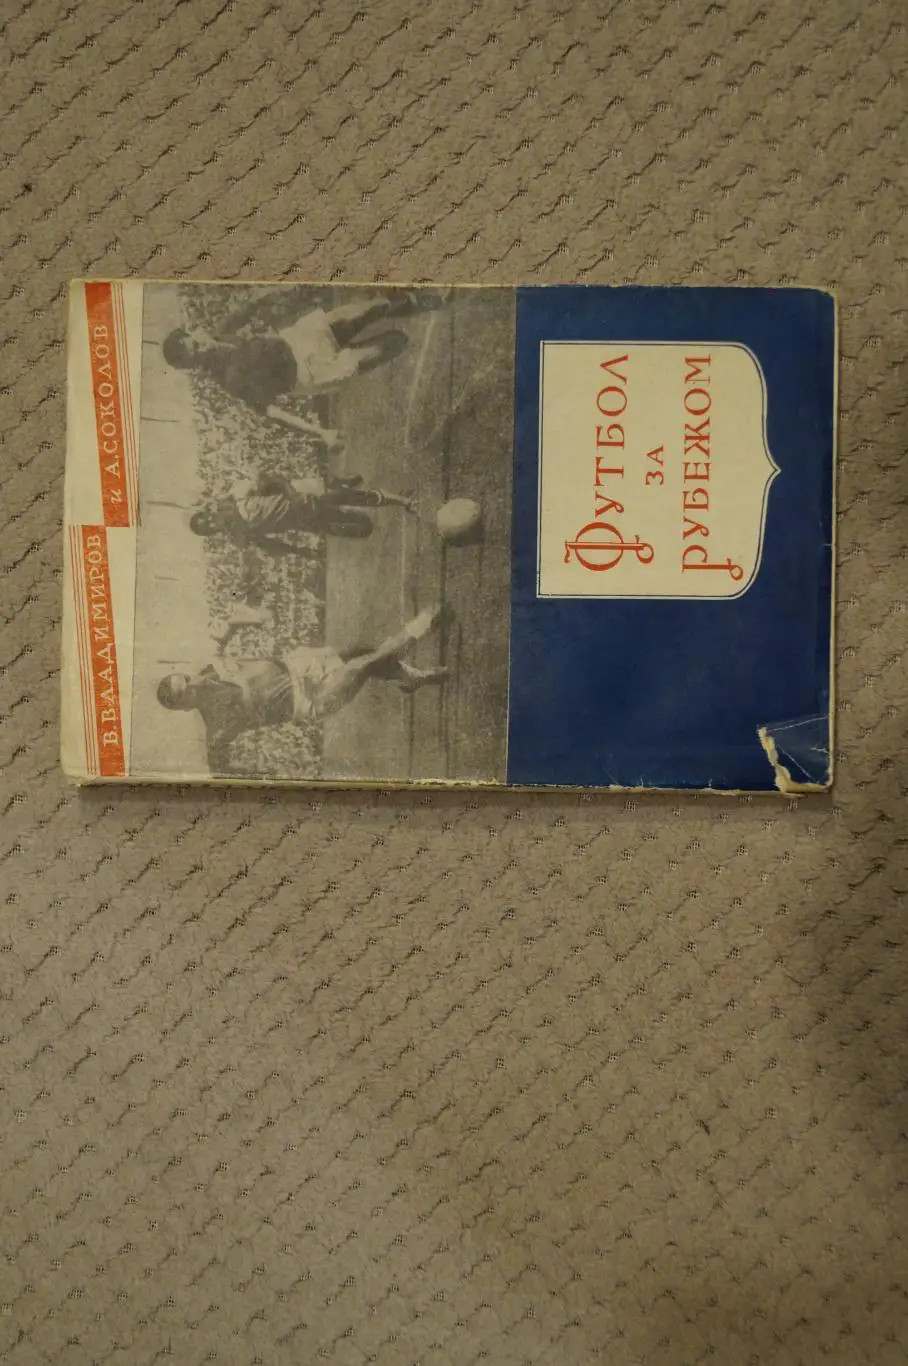 В. ВЛАДИМИРОВ и А. СОКОЛОВ
ФУТБОЛ
ЗА
РУБЕЖОМ